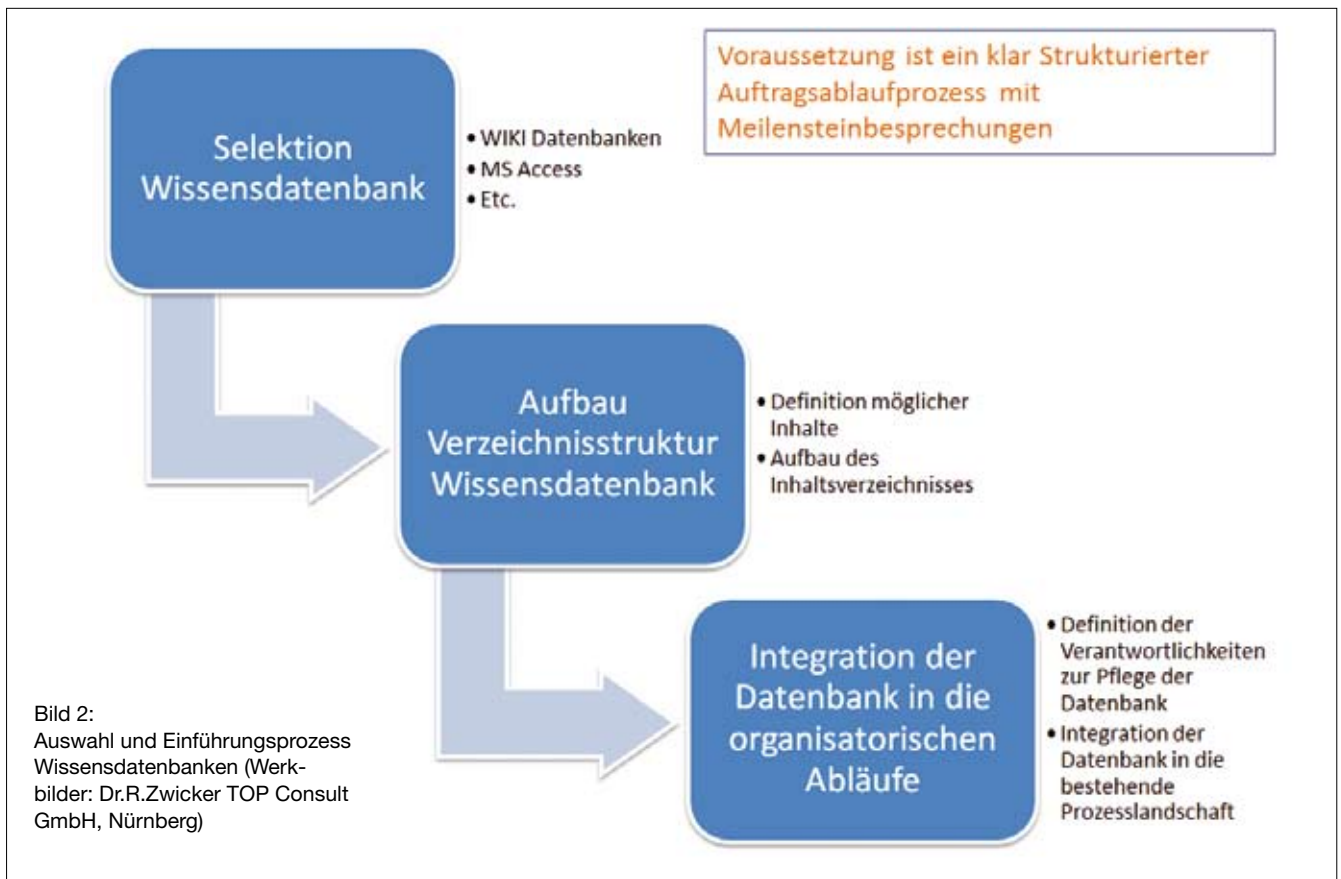 Voraussetzung ist ein klar Strukturierter
Auftragsablaufprozess mit
Meilensteinbesprechungen
Selektion
Wissensdatenbank
• WIKI Datenbanken
• MS Access
• Etc.
Aufbau
Verzeichnisstruktur
Wissensdatenbank
• Definition möglicher
Inhalte
• Aufbau des
Inhaltsverzeichnisses
Integration der
Datenbank in die
organisatorischen
Abläufe
• Definition der
Verantwortlichkeiten
zur Pflege der
Datenbank
• Integration der
Datenbank in die
bestehende
Prozesslandschaft
Bild 2:
Auswahl und Einführungsprozess
Wissensdatenbanken (Werk-
bilder: Dr.R.Zwicker TOP Consult
GmbH, Nürnberg)